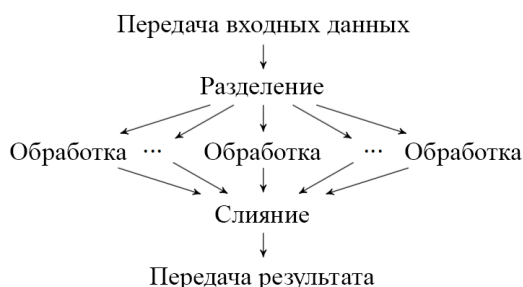 Передача входных данных
Разделение
Обработка ... Обработка ... Обработка
Слияние
Передача результата